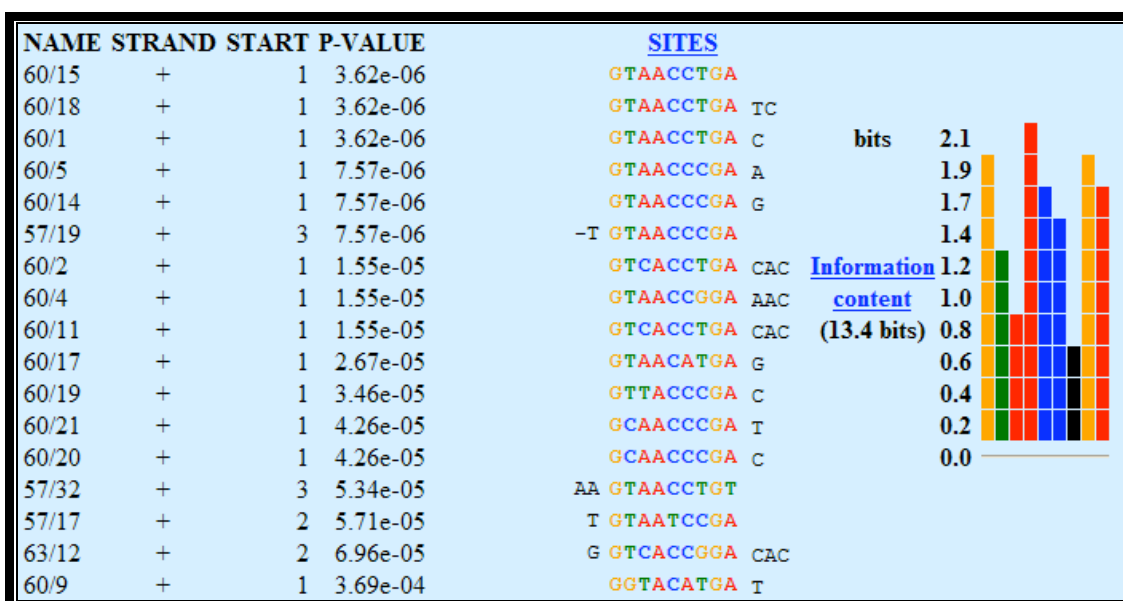 NAME STRAND START P-VALUE SITES
60/15 + 1 3.62e-06 GTAACCTGA
60/18 + 1 3.62e-06 GTAACCTGA TC
60/1 + 1 3.62e-06 GTAACCTGA C bits 2.1
60/5 + 1 7.57e-06 GTAACCCGA A 1.9
60/14 + 1 7.57e-06 GTAACCCGA G 1.7
57/19 + 3 7.57e-06 -T GTAACCCGA 1.4
60/2 + 1 1.55e-05 GTCACCTGA CAC Information 1.2
60/4 + 1 1.55e-05 GTAACCGGA AAC content 1.0
60/11 + 1 1.55e-05 GTCACCTGA CAC (13.4 bits) 0.8
60/17 + 1 2.67e-05 GTAACATGA G 0.6
60/19 + 1 3.46e-05 GTTACCCGA C 0.4
60/21 + 1 4.26e-05 GCAACCCGA T 0.2
60/20 + 1 4.26e-05 GCAACCCGA C 0.0
57/32 + 3 5.34e-05 AA GTAACCTGT
57/17 + 2 5.71e-05 T GTAATCCGA
63/12 + 2 6.96e-05 G GTCACCGGA CAC
60/9 + 1 3.69e-04 GGTACATGA T